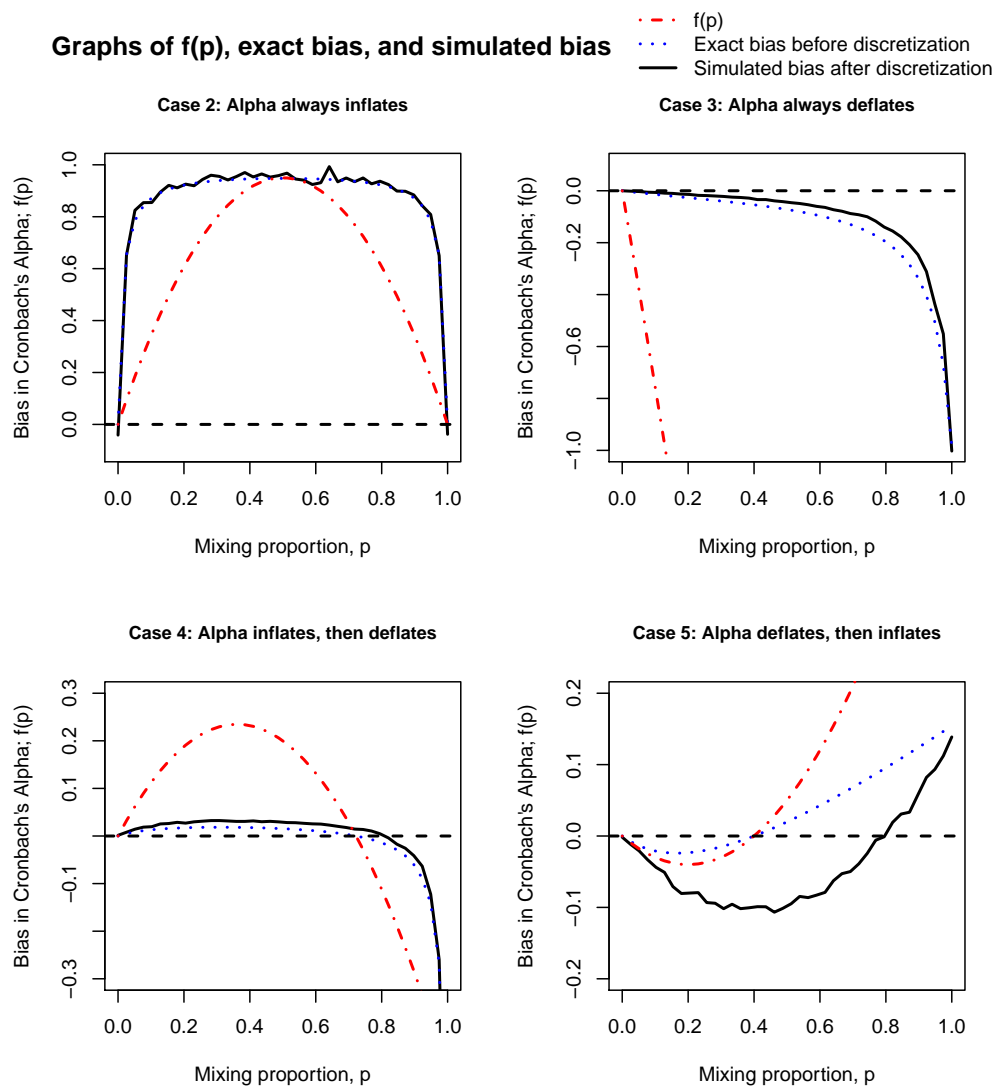 Graphs of f(p), exact bias, and simulated bias
f(p)
Exact bias before discretization
Simulated bias after discretization
Case 2: Alpha always inflates
Bias in Cronbach's Alpha; f(p)
0.0 0.2 0.4 0.6 0.8 1.0
0.0 0.2 0.4 0.6 0.8 1.0
Mixing proportion, p
Case 3: Alpha always deflates
Bias in Cronbach's Alpha; f(p)
−1.0 −0.6 −0.2 0.0
0.0 0.2 0.4 0.6 0.8 1.0
Mixing proportion, p
Case 4: Alpha inflates, then deflates
Bias in Cronbach's Alpha; f(p)
−0.3 −0.1 0.2 0.3
0.0 0.2 0.4 0.6 0.8 1.0
Mixing proportion, p
Case 5: Alpha deflates, then inflates
Bias in Cronbach's Alpha; f(p)
−0.2 −0.1 0.0 0.1 0.2
0.0 0.2 0.4 0.6 0.8 1.0
Mixing proportion, p